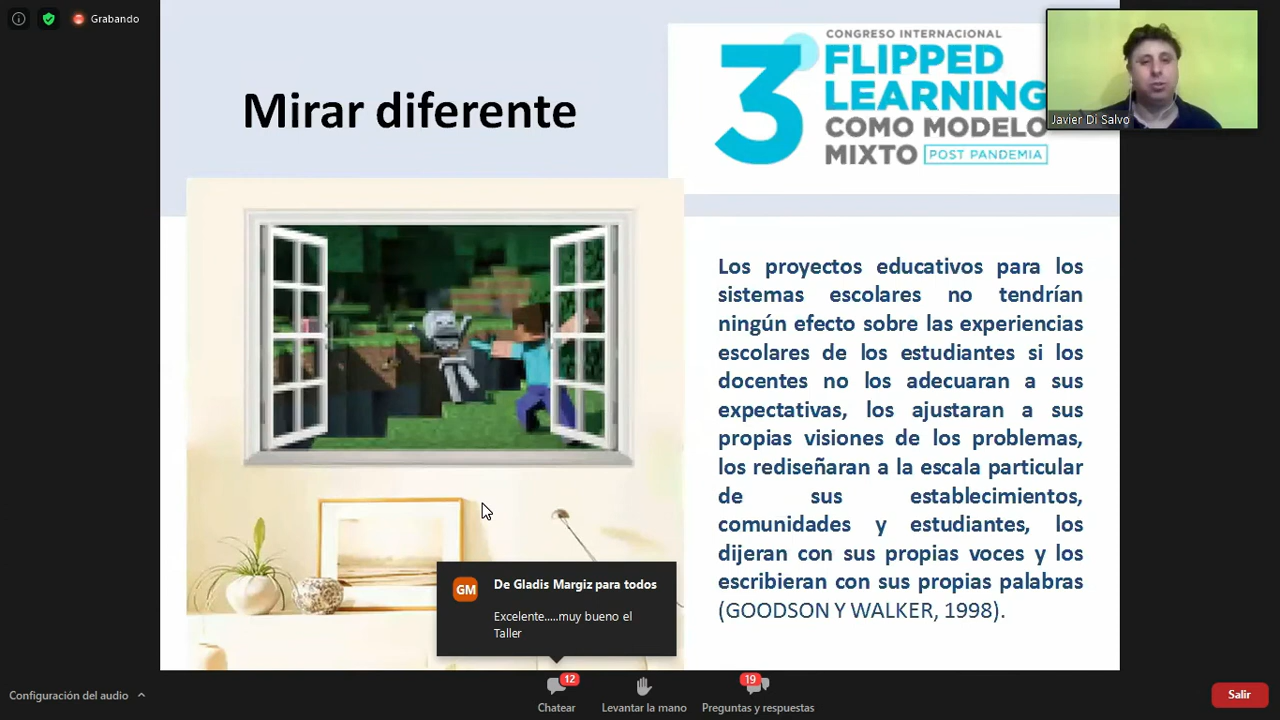 Grabando
Mirar diferente
3
CONGRESO INTERNACIONAL
FLIPPED
LEARNING
COMO MODELO
MIXTO POST PANDEMIA
Javier Di Salvo
Los proyectos educativos para los
sistemas escolares no tendrían
ningún efecto sobre las experiencias
escolares de los estudiantes si los
docentes no los adecuaran a sus
expectativas, los ajustaran a sus
propias visiones de los problemas,
los rediseñaran a la escala particular
de sus establecimientos,
comunidades y estudiantes, los
dijeran con sus propias voces y los
escribieran con sus propias palabras
(GOODSON Y WALKER, 1998).
GM
De Gladis Margiz para todos
Excelente.....muy bueno el
Taller
Configuración del audio
12
Chatear
Levantar la mano
19
Preguntas y respuestas
Salir